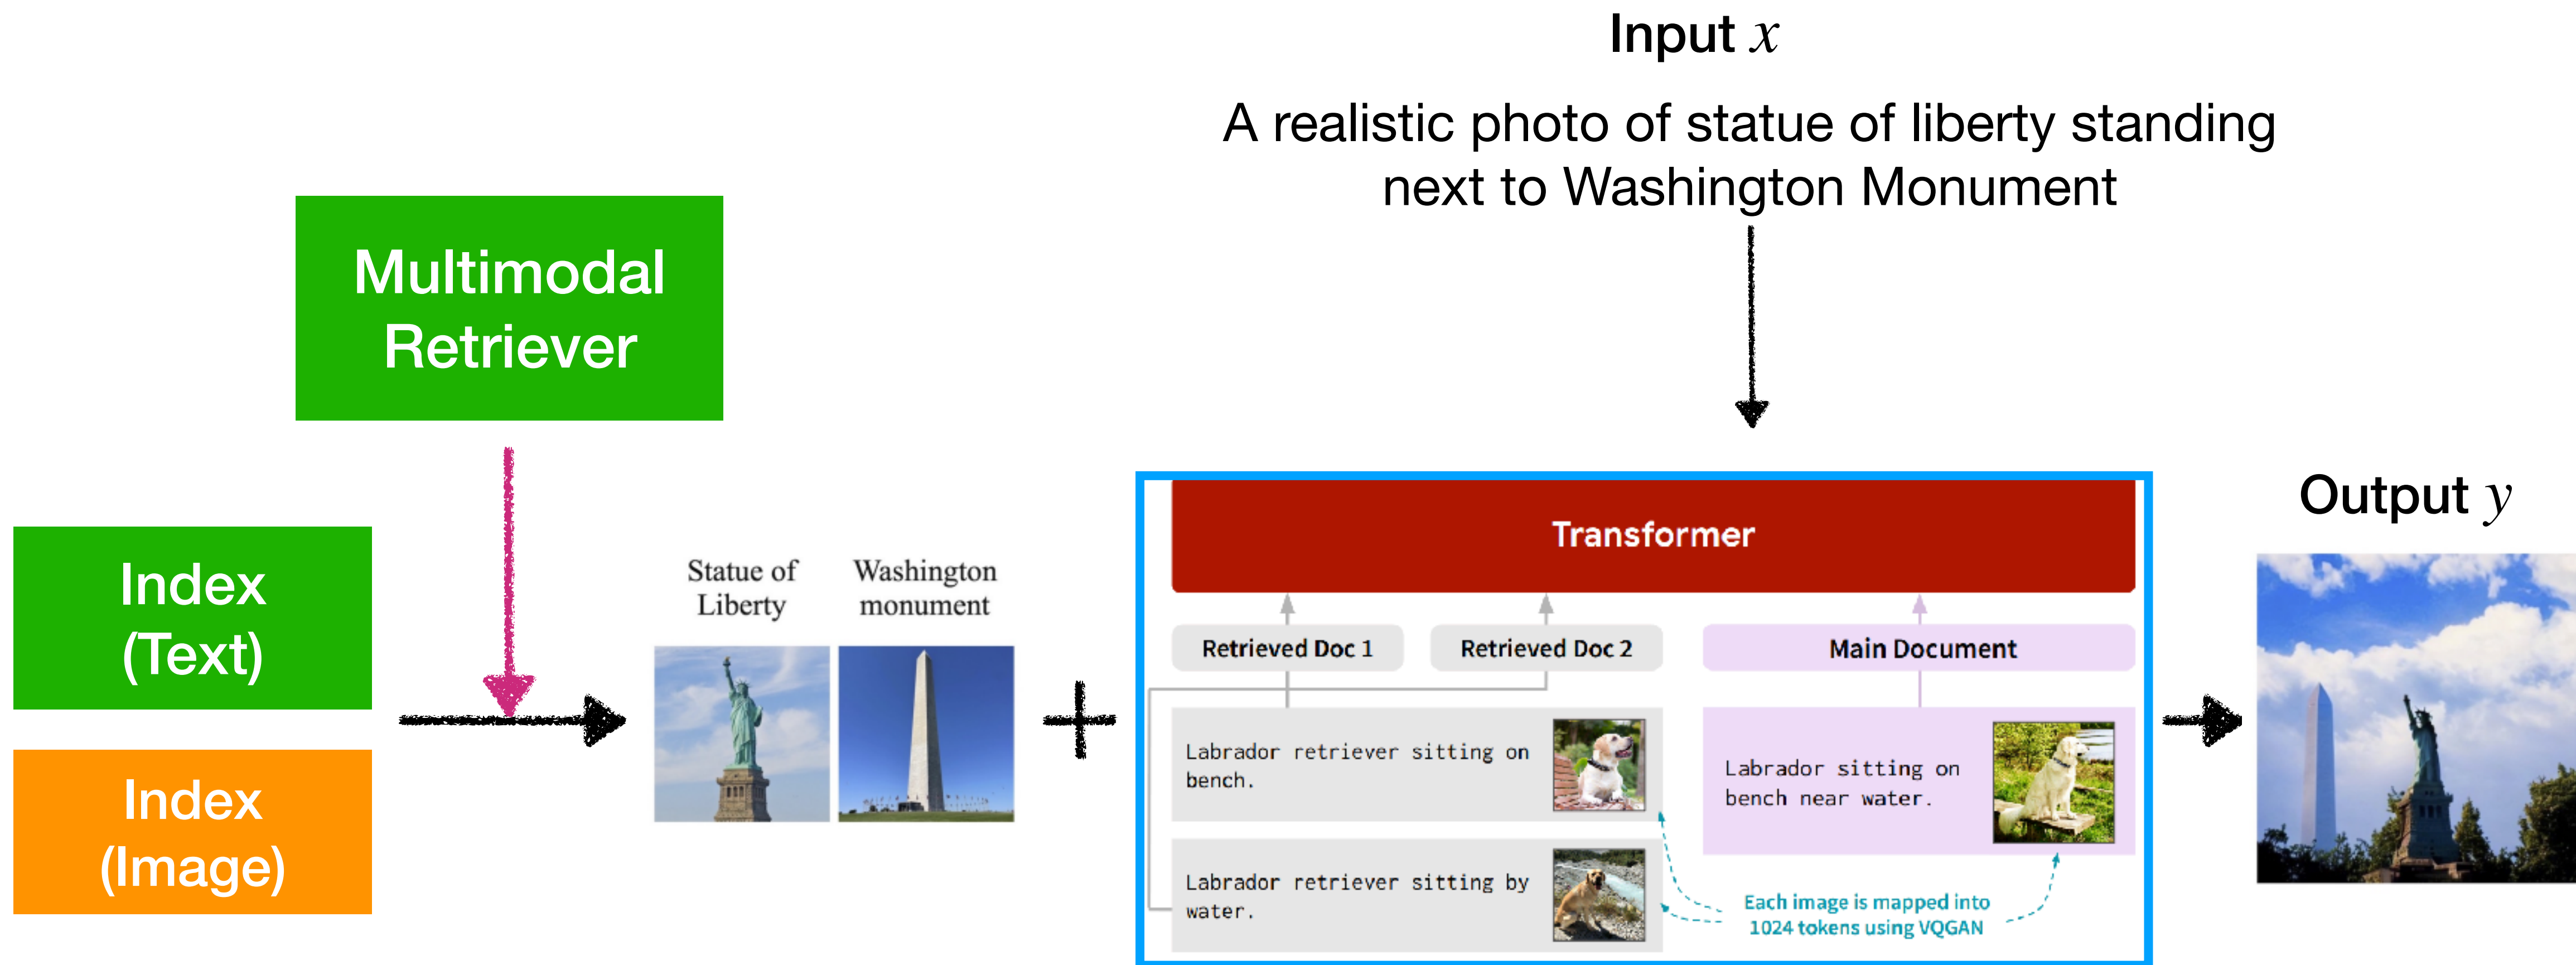 Input x
A realistic photo of statue of liberty standing
next to Washington Monument
Multimodal
Retriever
Index
(Text)
Index
(Image)
Statue of
Liberty
Washington
monument
Transformer
Retrieved Doc 1
Retrieved Doc 2
Main Document
Labrador retriever sitting on
bench.
Labrador retriever sitting by
water.
Labrador sitting on
bench near water.
Each image is mapped into
1024 tokens using VQGAN
Output y